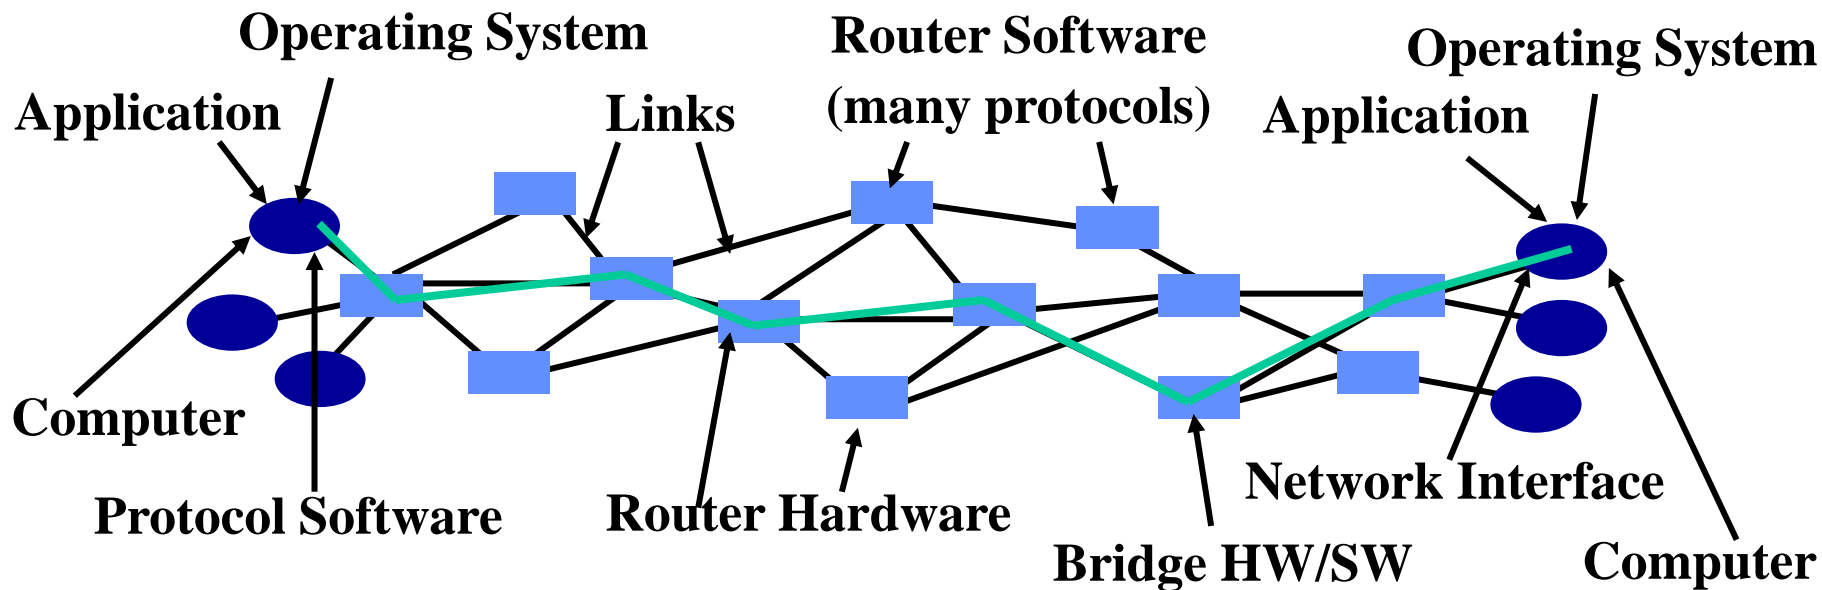 Operating System
Router Software
Operating System
Application
Links
(many protocols)
Application
Computer
Protocol Software
Router Hardware
Network Interface
Bridge HW/SW
Computer